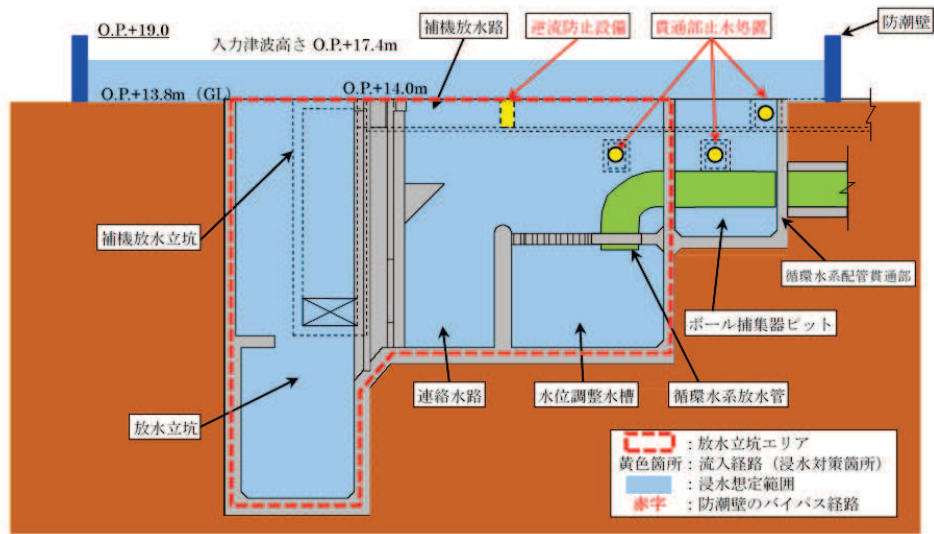 O.P.+19.0
補機放水路
逆流防止設備
貫通部止水処置
防潮壁
入力津波高さ O.P.+17.4m
O.P.+13.8m (GL)
O.P.+14.0m
補機放水立坑
循環水系配管貫通部
ボール捕集器ピット
放水立坑
連絡水路
水位調整水槽
循環水系放水管
：放水立坑エリア
黄色箇所：流入経路（浸水対策箇所）
：浸水想定範囲
赤字：防潮壁のバイパス経路